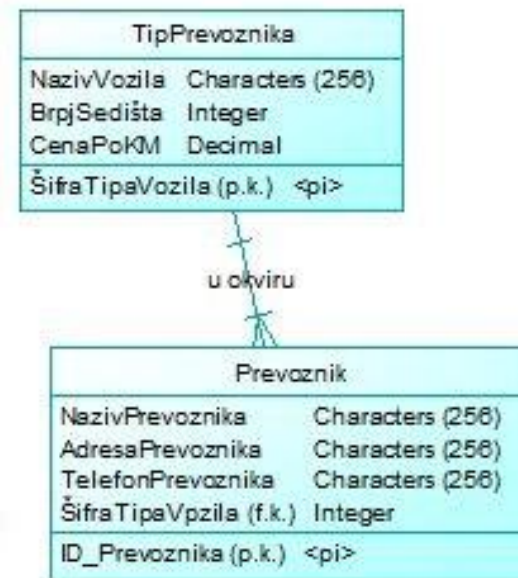 TipPrevoznika
NazivVozila Characters (256)
BrpjSedišta Integer
CenaPoKM Decimal
ŠifraTipaVozila (p.k.) <pi>
u okviru
Prevoznik
NazivPrevoznika Characters (256)
AdresaPrevoznika Characters (256)
TelefonPrevoznika Characters (256)
ŠifraTipaVpzila (f.k.) Integer
ID_Prevoznika (p.k.) <pi>